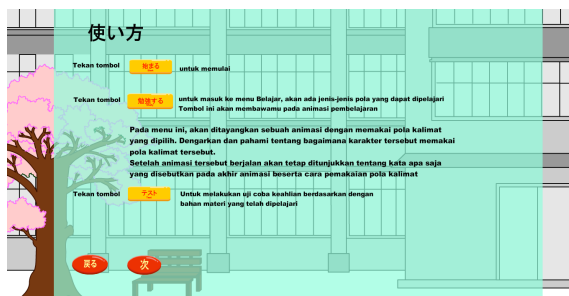 使い方
Tekan tombol 始まる untuk memulai
Tekan tombol 勉強する untuk masuk ke menu Belajar, akan ada jenis-jenis pola yang dapat dipelajari
Tombol ini akan membawamu pada animasi pembelajaran
Pada menu ini, akan ditayangkan sebuah animasi dengan memakai pola kalimat
yang dipilih. Dengarkan dan pahami tentang bagaimana karakter tersebut memakai
pola kalimat tersebut.
Setelah animasi tersebut berjalan akan tetap ditunjukkan tentang kata apa saja
yang disebutkan pada akhir animasi beserta cara pemakaian pola kalimat
Tekan tombol テスト Untuk melakukan uji coba keahlian berdasarkan dengan
bahan materi yang telah dipelajari
戻る 次